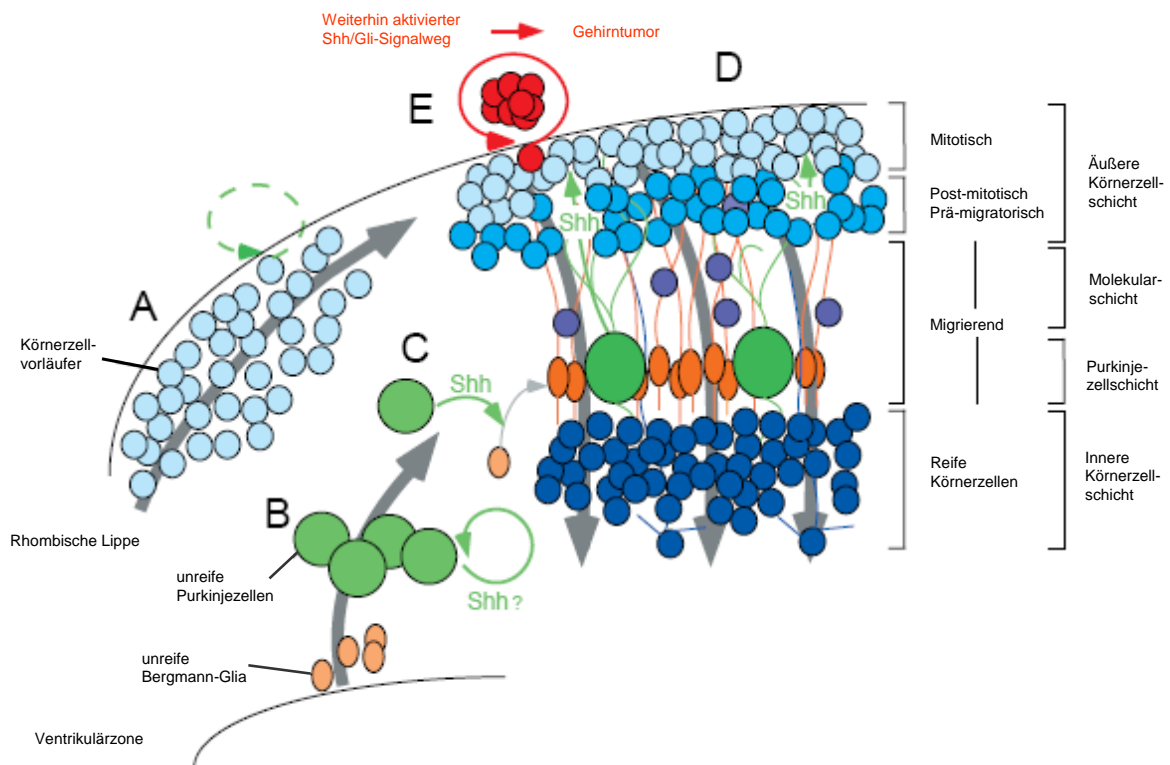 Weiterhin aktivierter
Shh/Gli-Signalweg
Gehirntumor
D
E
Mitotisch
Äußere
Körnerzell-
schicht
Post-mitotisch
Prä-migratorisch
Shh
Shh
A
Körnerzell-
vorläufer
Molekular-
schicht
Migrierend
C
Shh
Purkinje-
zellschicht
Reife
Körnerzellen
Innere
Körnerzell-
schicht
B
Rhombische Lippe
unreife
Purkinjezellen
Shh ?
unreife
Bergmann-Glia
Ventrikulärzone